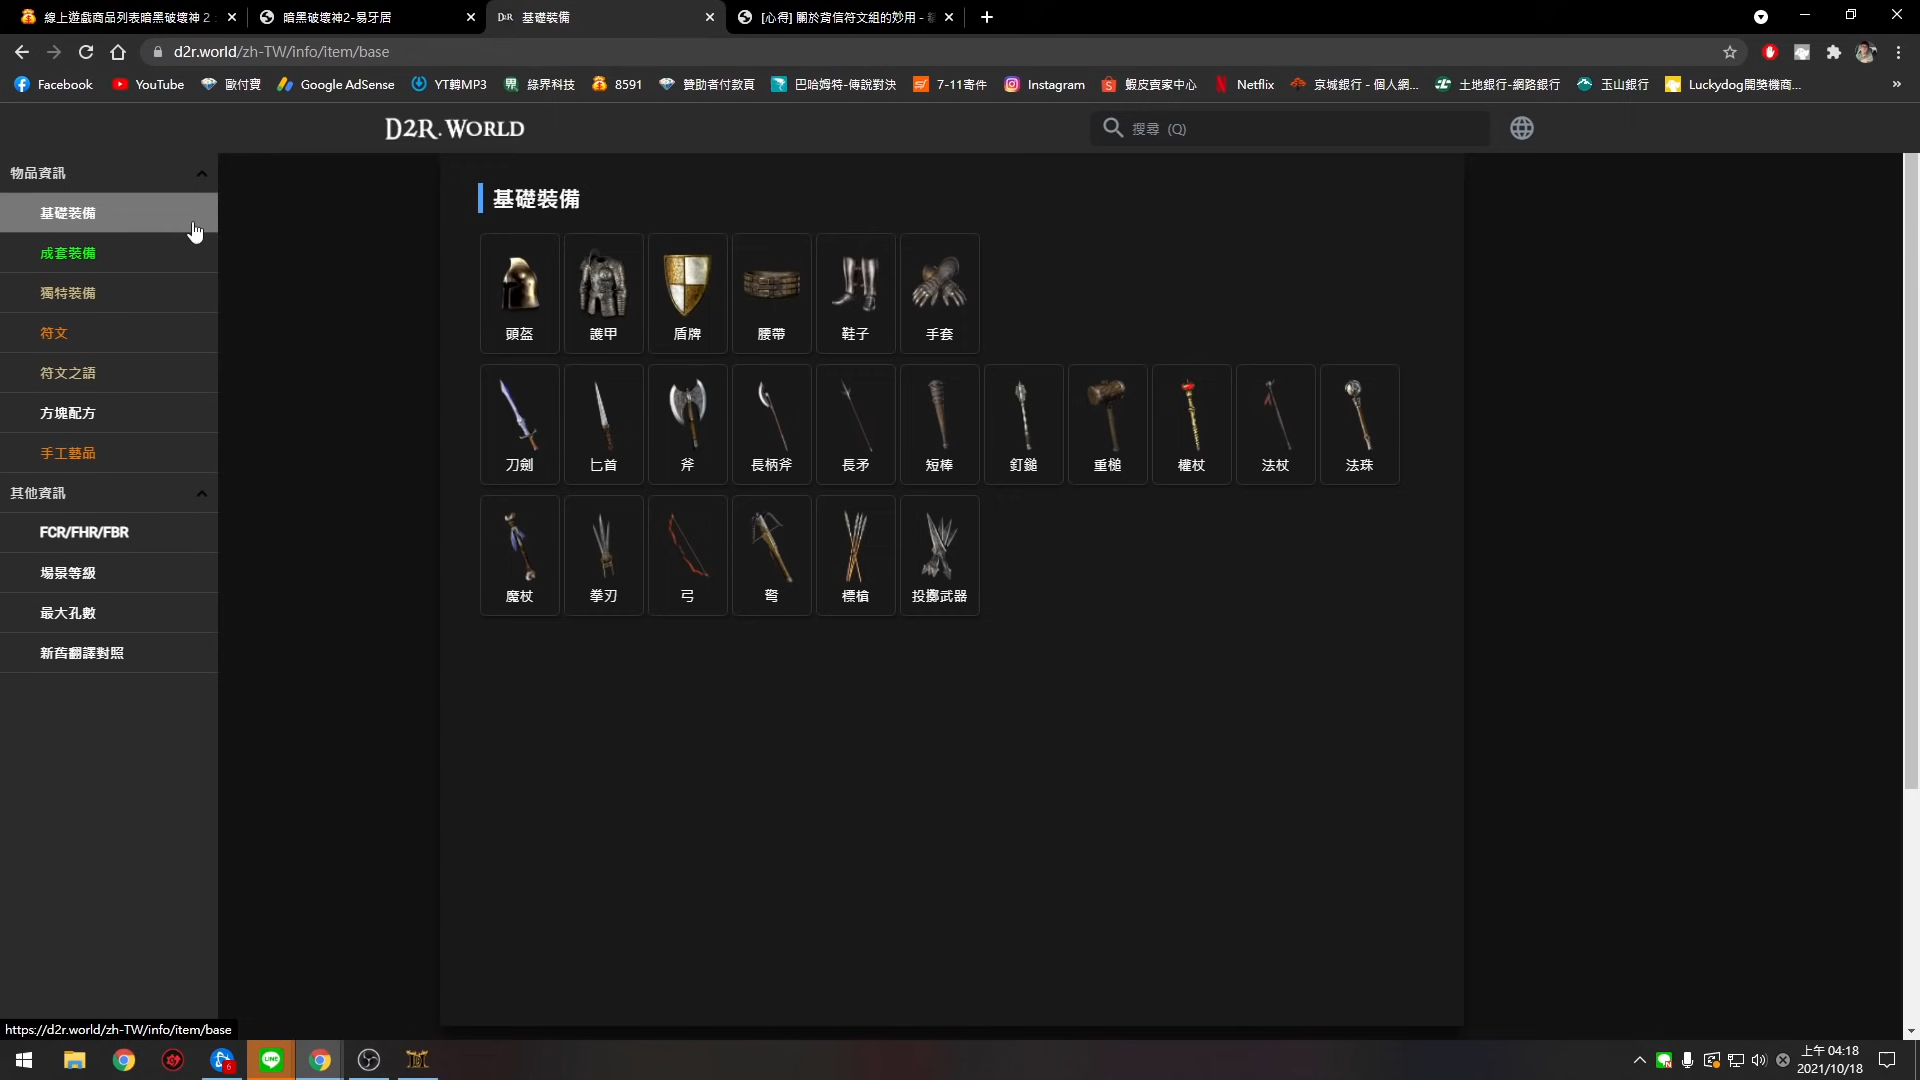 線上遊戲商品列表暗黑破壞神 2
暗黑破壞神2-易牙居
D2R 基礎裝備
[心得] 關於背信符文組的妙用 -
d2r.world/zh-TW/info/item/base
Facebook
YouTube
歐付寶
Google AdSense
YT轉MP3
綠界科技
8591
贊助者付款頁
巴哈姆特-傳說對決
7-11寄件
Instagram
蝦皮賣家中心
Netflix
京城銀行 - 個人網...
土地銀行-網路銀行
玉山銀行
Luckydog開獎機商...
»
D2R.WORLD
搜尋 (Q)
物品資訊
基礎裝備
成套裝備
獨特裝備
符文
符文之語
方塊配方
手工藝品
其他資訊
FCR/FHR/FBR
場景等級
最大孔數
新舊翻譯對照
基礎裝備
頭盔 護甲 盾牌 腰帶 鞋子 手套
刀劍 匕首 斧 長柄斧 長矛 短棒 釘鎚 重槌 權杖 法杖 法珠
魔杖 拳刃 弓 弩 標槍 投擲武器
https://d2r.world/zh-TW/info/item/base
6
LINE
上午 04:18
2021/10/18